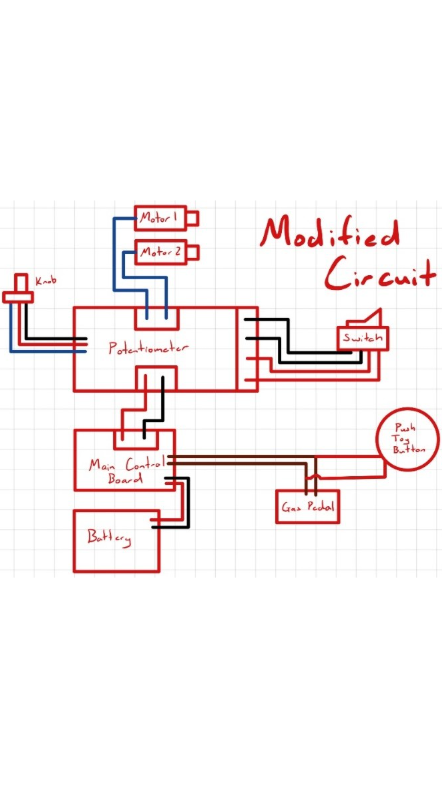 Motor 1
Modified
Circuit
Motor 2
Knob
Potentiometer
Switch
Push
Toy
Button
Main Control
Board
Gas Pedal
Battery